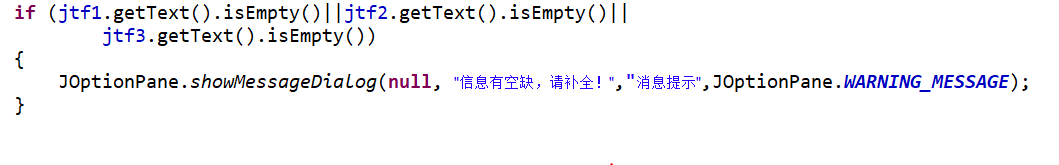 if (jtf1.getText().isEmpty()||jtf2.getText().isEmpty()||
jtf3.getText().isEmpty())
{
JOptionPane.showMessageDialog(null, "信息有空缺，请补全！","消息提示",JOptionPane.WARNING_MESSAGE);
}